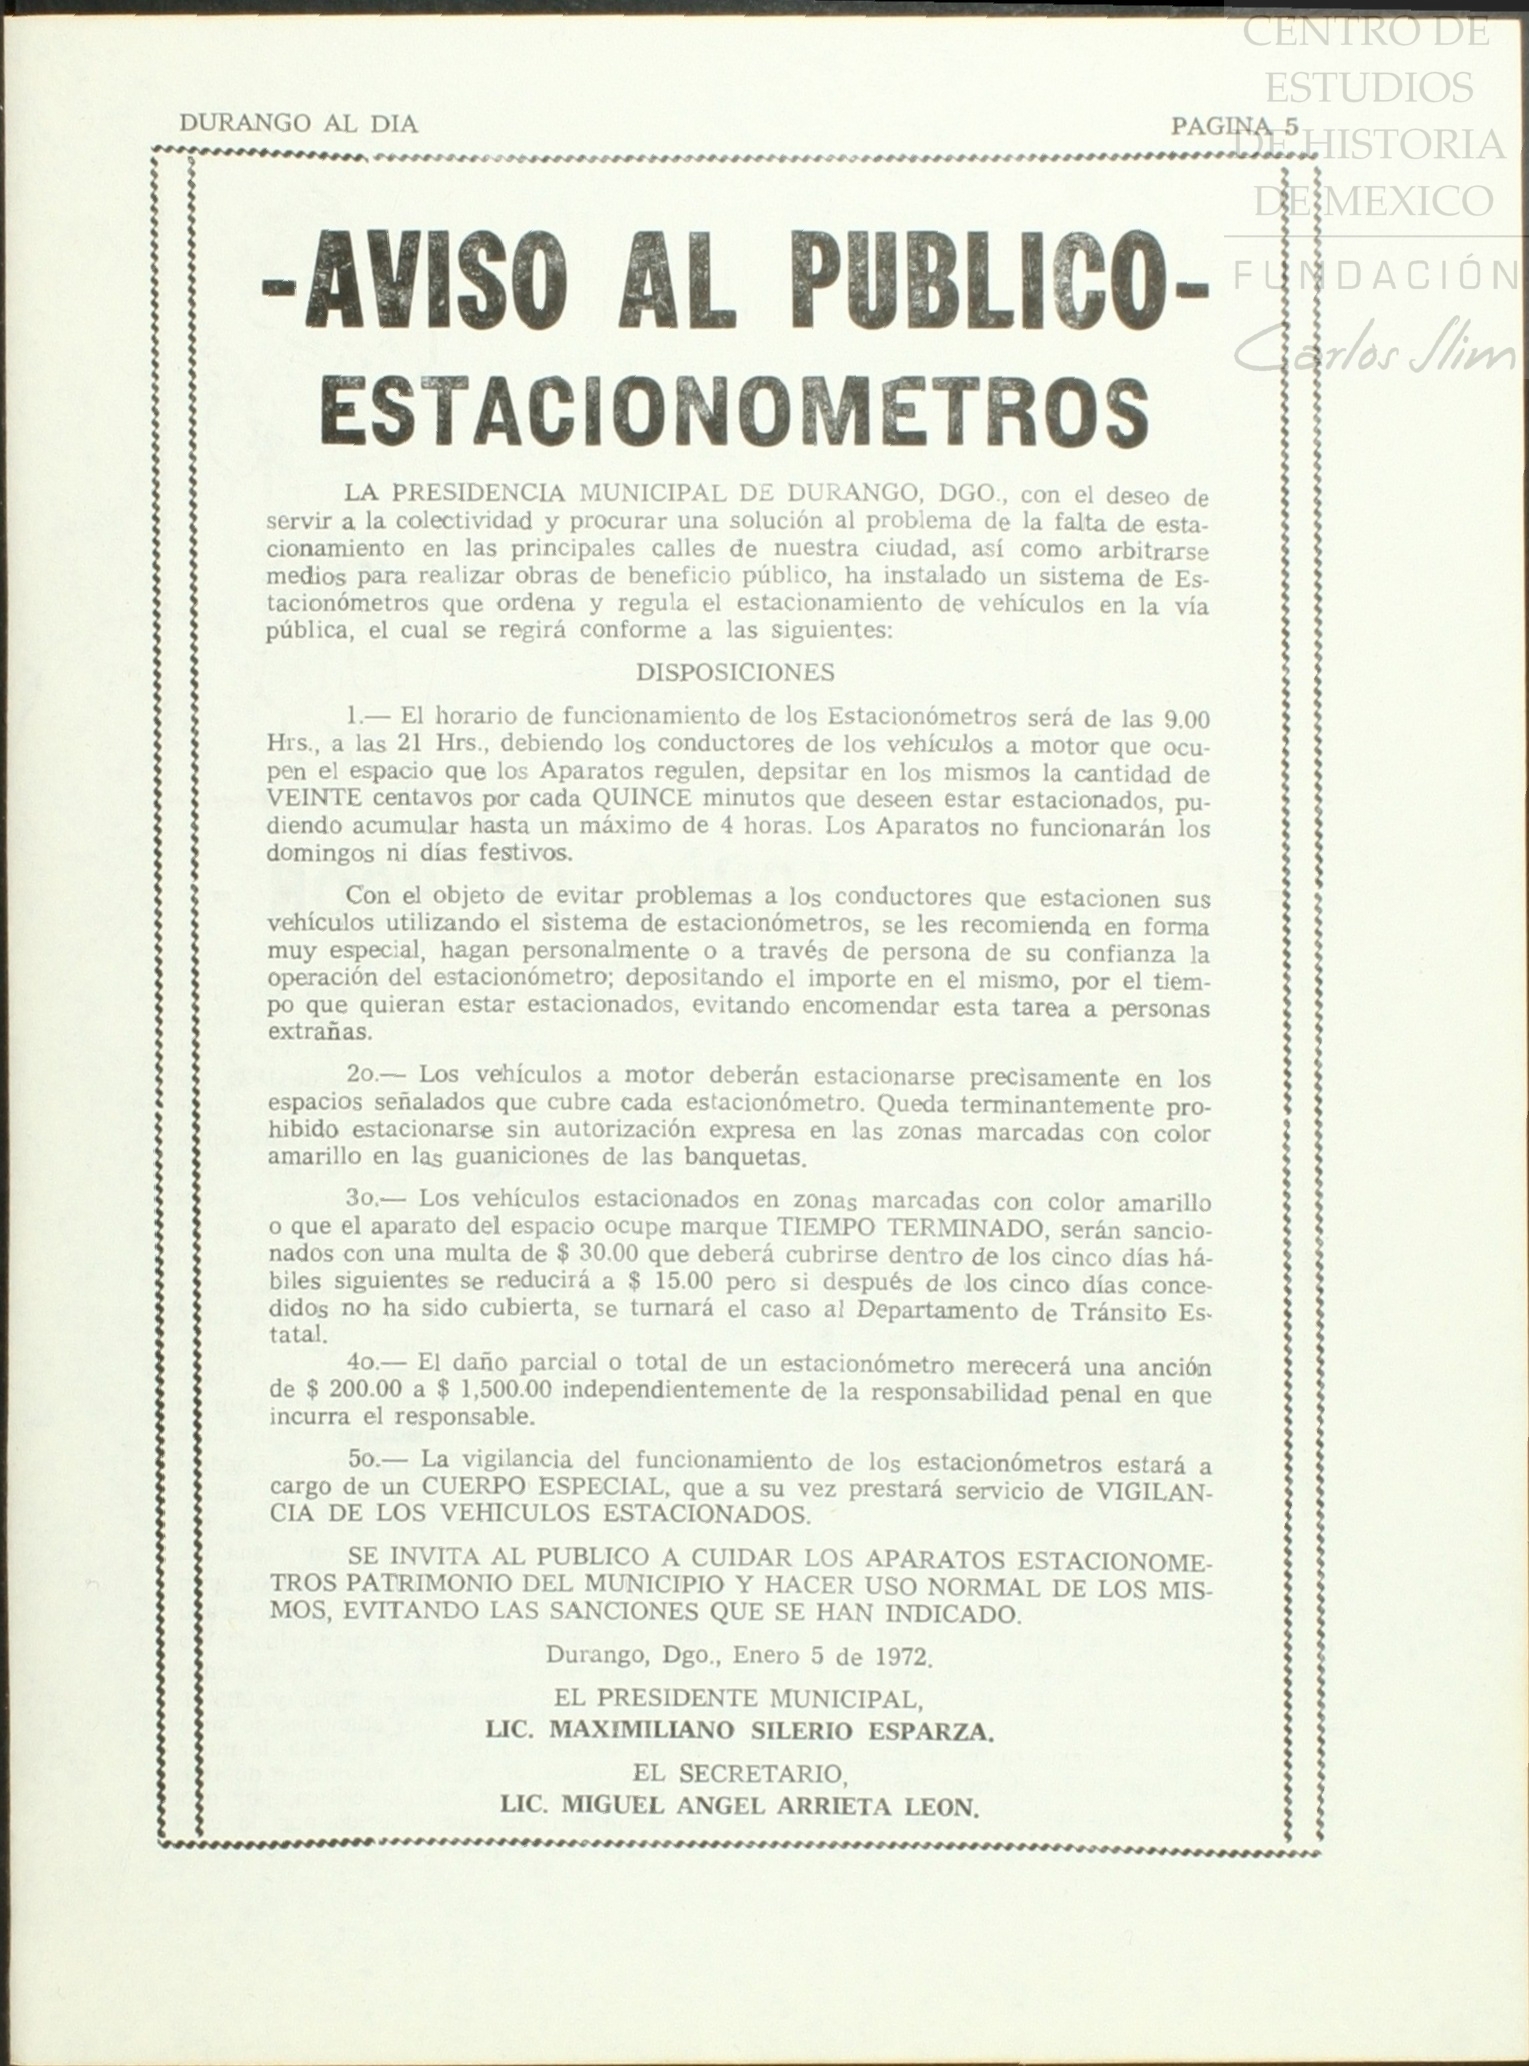 CENTRO DE
ESTUDIOS
DE HISTORIA
DE MEXICO
FUNDACIÓN
Carlos Slim
DURANGO AL DIA
PAGINA 5
-AVISO AL PUBLICO-
ESTACIONOMETROS
LA PRESIDENCIA MUNICIPAL DE DURANGO, DGO., con el deseo de
servir a la colectividad y procurar una solución al problema de la falta de esta-
cionamiento en las principales calles de nuestra ciudad, así como arbitrarse
medios para realizar obras de beneficio público, ha instalado un sistema de Es-
tacionómetros que ordena y regula el estacionamiento de vehículos en la vía
pública, el cual se regirá conforme a las siguientes:
DISPOSICIONES
1.— El horario de funcionamiento de los Estacionómetros será de las 9.00
Hrs., a las 21 Hrs., debiendo los conductores de los vehículos a motor que ocu-
pen el espacio que los Aparatos regulen, depsitar en los mismos la cantidad de
VEINTE centavos por cada QUINCE minutos que deseen estar estacionados, pu-
diendo acumular hasta un máximo de 4 horas. Los Aparatos no funcionarán los
domingos ni días festivos.
Con el objeto de evitar problemas a los conductores que estacionen sus
vehículos utilizando el sistema de estacionómetros, se les recomienda en forma
muy especial, hagan personalmente o a través de persona de su confianza la
operación del estacionómetro; depositando el importe en el mismo, por el tiem-
po que quieran estar estacionados, evitando encomendar esta tarea a personas
extrañas.
2o.— Los vehículos a motor deberán estacionarse precisamente en los
espacios señalados que cubre cada estacionómetro. Queda terminantemente pro-
hibido estacionarse sin autorización expresa en las zonas marcadas con color
amarillo en las guaniciones de las banquetas.
3o.— Los vehículos estacionados en zonas marcadas con color amarillo
o que el aparato del espacio ocupe marque TIEMPO TERMINADO, serán sancio-
nados con una multa de $ 30.00 que deberá cubrirse dentro de los cinco días há-
biles siguientes se reducirá a $ 15.00 pero si después de los cinco días conce-
didos no ha sido cubierta, se turnará el caso al Departamento de Tránsito Es-
tatal.
4o.— El daño parcial o total de un estacionómetro merecerá una anción
de $ 200.00 a $ 1,500.00 independientemente de la responsabilidad penal en que
incurra el responsable.
5o.— La vigilancia del funcionamiento de los estacionómetros estará a
cargo de un CUERPO ESPECIAL, que a su vez prestará servicio de VIGILAN-
CIA DE LOS VEHICULOS ESTACIONADOS.
SE INVITA AL PUBLICO A CUIDAR LOS APARATOS ESTACIONOME-
TROS PATRIMONIO DEL MUNICIPIO Y HACER USO NORMAL DE LOS MIS-
MOS, EVITANDO LAS SANCIONES QUE SE HAN INDICADO.
Durango, Dgo., Enero 5 de 1972.
EL PRESIDENTE MUNICIPAL,
LIC. MAXIMILIANO SILERIO ESPARZA.
EL SECRETARIO,
LIC. MIGUEL ANGEL ARRIETA LEON.